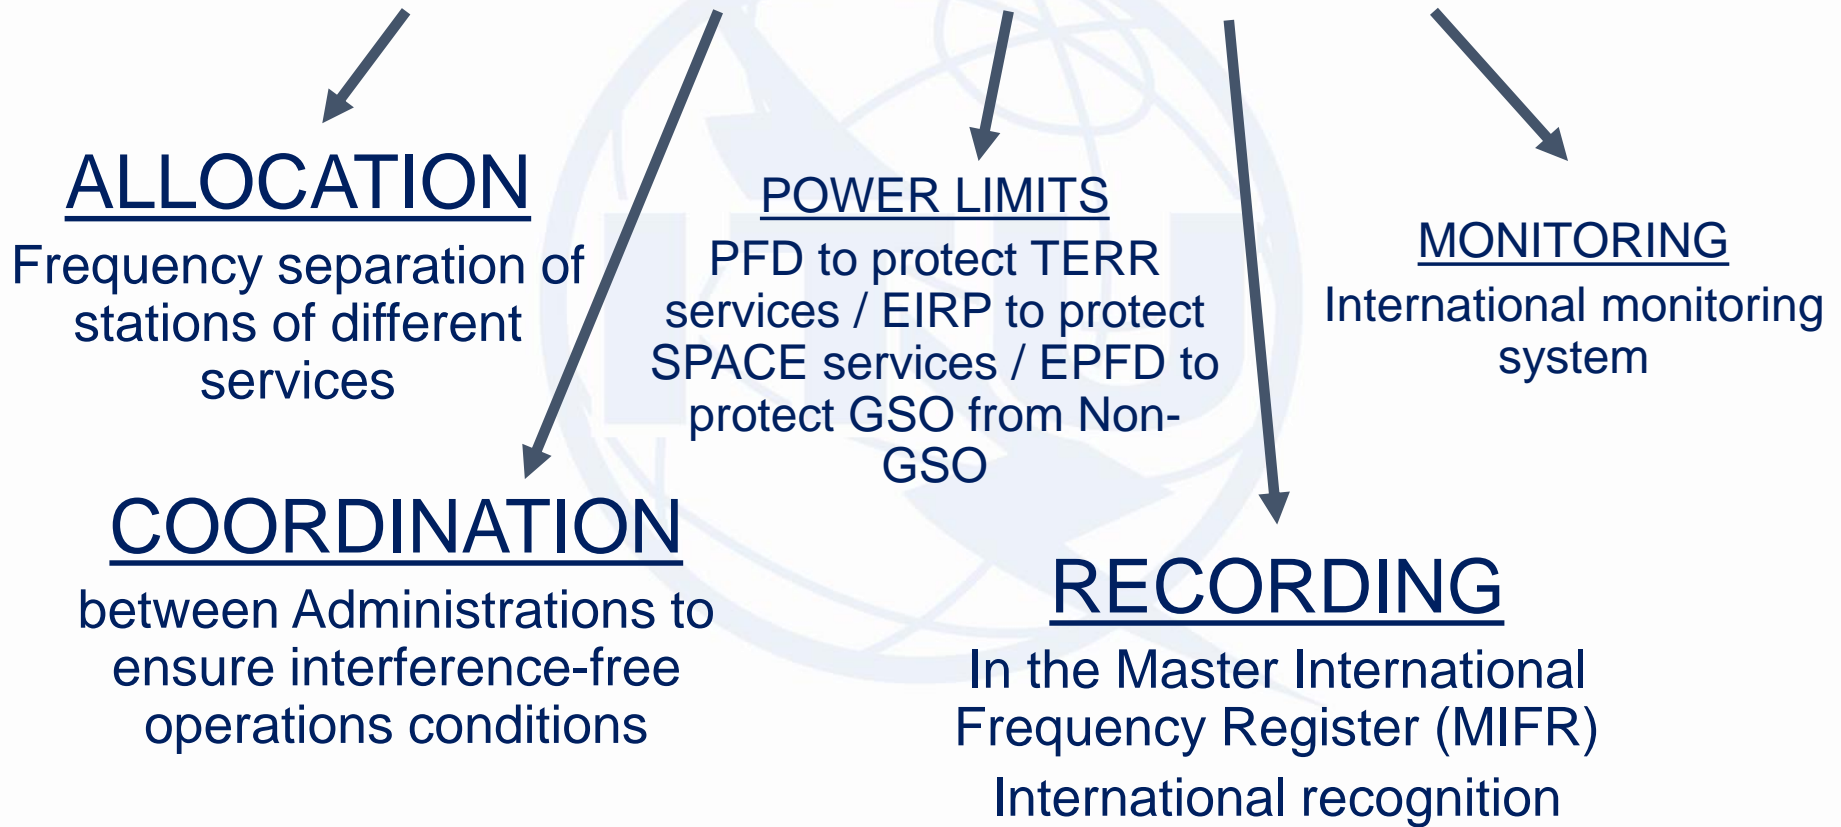 ALLOCATION
Frequency separation of
stations of different
services
COORDINATION
between Administrations to
ensure interference-free
operations conditions
POWER LIMITS
PFD to protect TERR
services / EIRP to protect
SPACE services / EPFD to
protect GSO from Non-
GSO
RECORDING
In the Master International
Frequency Register (MIFR)
International recognition
MONITORING
International monitoring
system
ITU